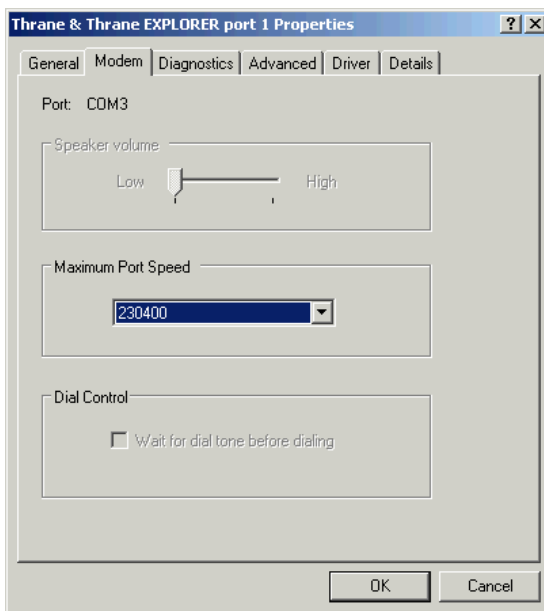 Thrane & Thrane EXPLORER port 1 Properties
General Modem Diagnostics Advanced Driver Details
Port: COM3
Speaker volume
Low High
Maximum Port Speed
230400
Dial Control
Wait for dial tone before dialing
OK Cancel